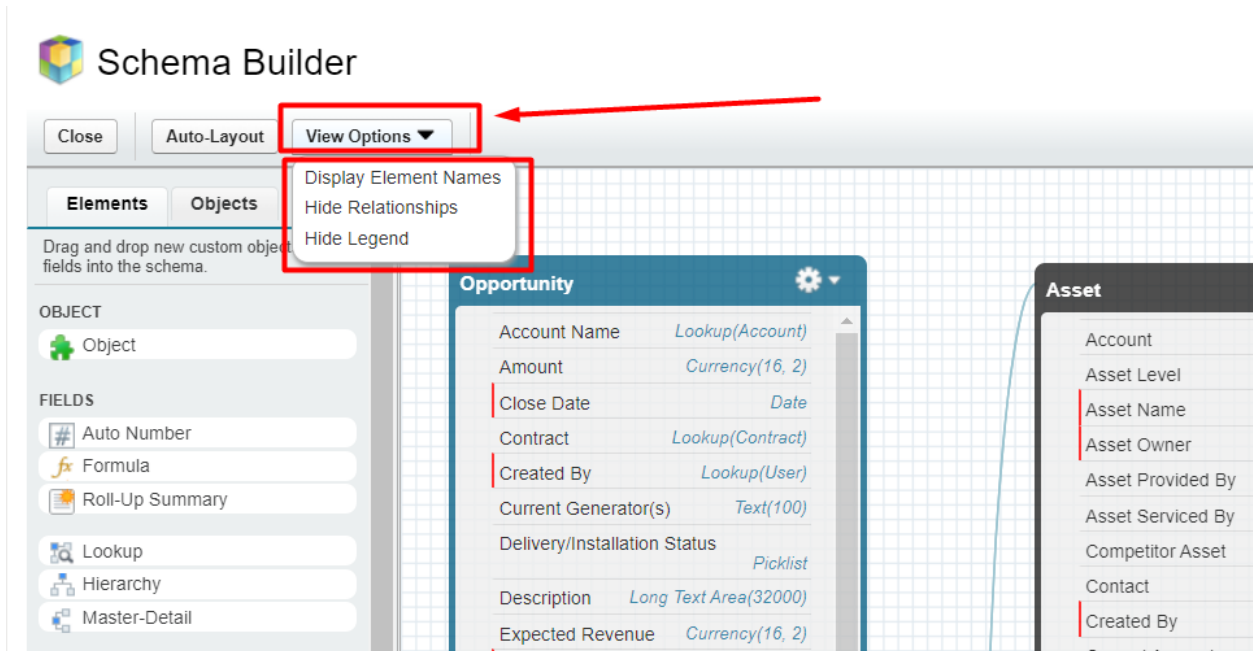 Schema Builder
Close
Auto-Layout
View Options
Display Element Names
Hide Relationships
Hide Legend
Elements
Objects
Drag and drop new custom object
fields into the schema.
OBJECT
Object
FIELDS
# Auto Number
fx Formula
Roll-Up Summary
Lookup
Hierarchy
Master-Detail
Opportunity
Account Name Lookup(Account)
Amount Currency(16, 2)
Close Date Date
Contract Lookup(Contract)
Created By Lookup(User)
Current Generator(s) Text(100)
Delivery/Installation Status
Picklist
Description Long Text Area(32000)
Expected Revenue Currency(16, 2)
Asset
Account
Asset Level
Asset Name
Asset Owner
Asset Provided By
Asset Serviced By
Competitor Asset
Contact
Created By